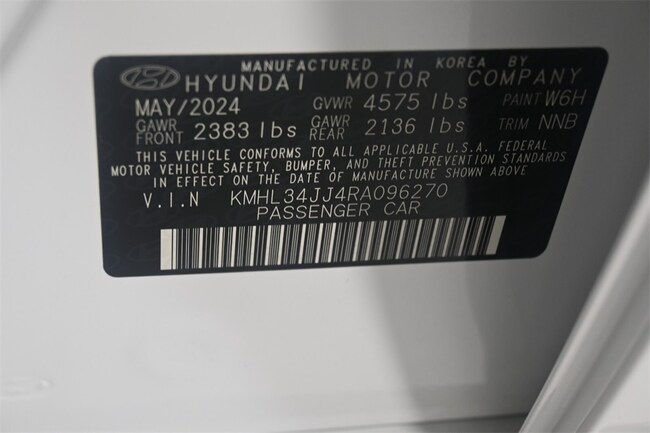 MANUFACTURED IN KOREA BY
HYUNDAI MOTOR COMPANY
MAY/2024 GVWR 4575 lbs PAINT W6H
GAWR FRONT 2383 lbs GAWR REAR 2136 lbs TRIM NNB
THIS VEHICLE CONFORMS TO ALL APPLICABLE U.S.A. FEDERAL
MOTOR VEHICLE SAFETY, BUMPER, AND THEFT PREVENTION STANDARDS
IN EFFECT ON THE DATE OF MANUFACTURE SHOWN ABOVE
V.I.N KMHL34JJ4RA096270
PASSENGER CAR